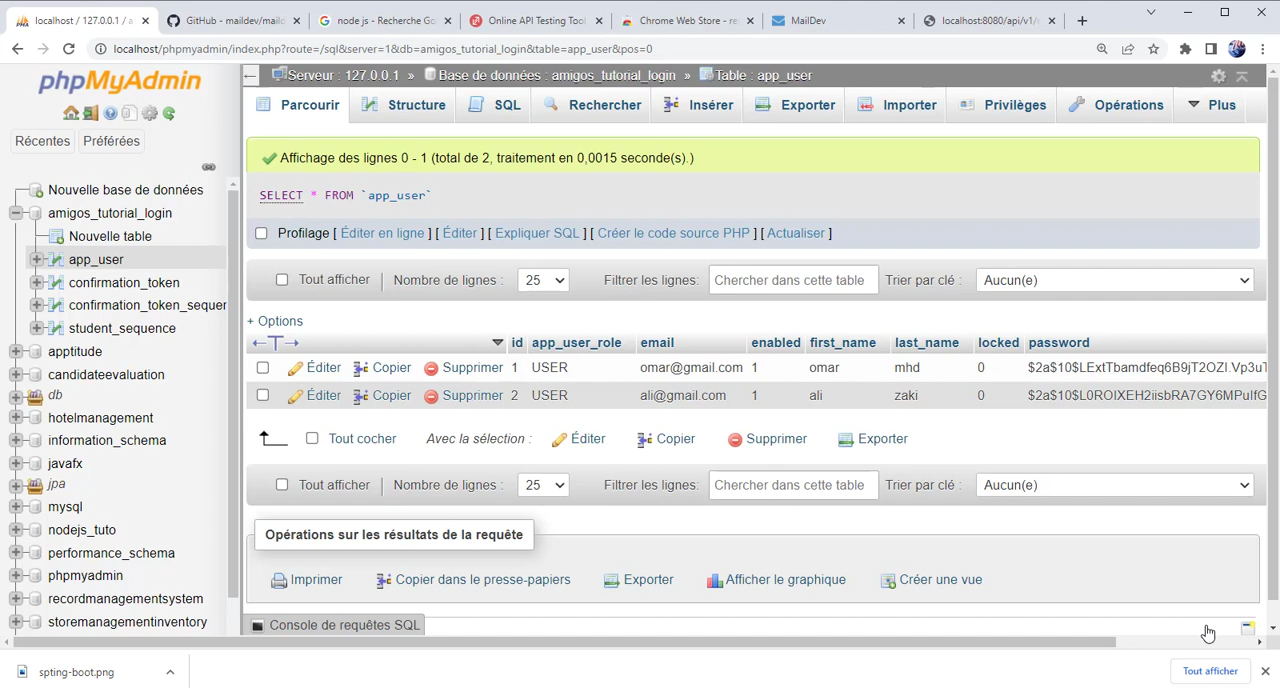 localhost / 127.0.0.1 / a
GitHub - maildev/maild
node js - Recherche Go
Online API Testing Tool
Chrome Web Store - re
MailDev
localhost:8080/api/v1/
localhost/phpmyadmin/index.php?route=/sql&server=1&db=amigos_tutorial_login&table=app_user&pos=0
phpMyAdmin
Récentes Préférées
Nouvelle base de données
amigos_tutorial_login
Nouvelle table
app_user
confirmation_token
confirmation_token_sequer
student_sequence
apptitude
candidateevaluation
db
hotelmanagement
information_schema
javafx
jpa
mysql
nodejs_tuto
performance_schema
phpmyadmin
recordmanagementsystem
storemanagementinventory
Serveur : 127.0.0.1 » Base de données : amigos_tutorial_login » Table : app_user
Parcourir Structure SQL Rechercher Insérer Exporter Importer Privilèges Opérations Plus
Affichage des lignes 0 - 1 (total de 2, traitement en 0,0015 seconde(s).)
SELECT * FROM `app_user`
Profilage [ Éditer en ligne ] [ Éditer ] [ Expliquer SQL ] [ Créer le code source PHP ] [ Actualiser ]
Tout afficher Nombre de lignes : 25 Filtrer les lignes: Chercher dans cette table Trier par clé : Aucun(e)
+ Options
←T→ id app_user_role email enabled first_name last_name locked password
Éditer Copier Supprimer 1 USER omar@gmail.com 1 omar mhd 0 $2a$10$LExtTbamdfeq6B9jT2OZI.Vp3uT
Éditer Copier Supprimer 2 USER ali@gmail.com 1 ali zaki 0 $2a$10$L0ROIXEH2iisbRA7GY6MPuIfG
Tout cocher Avec la sélection : Éditer Copier Supprimer Exporter
Tout afficher Nombre de lignes : 25 Filtrer les lignes: Chercher dans cette table Trier par clé : Aucun(e)
Opérations sur les résultats de la requête
Imprimer Copier dans le presse-papiers Exporter Afficher le graphique Créer une vue
Console de requêtes SQL
spting-boot.png
Tout afficher